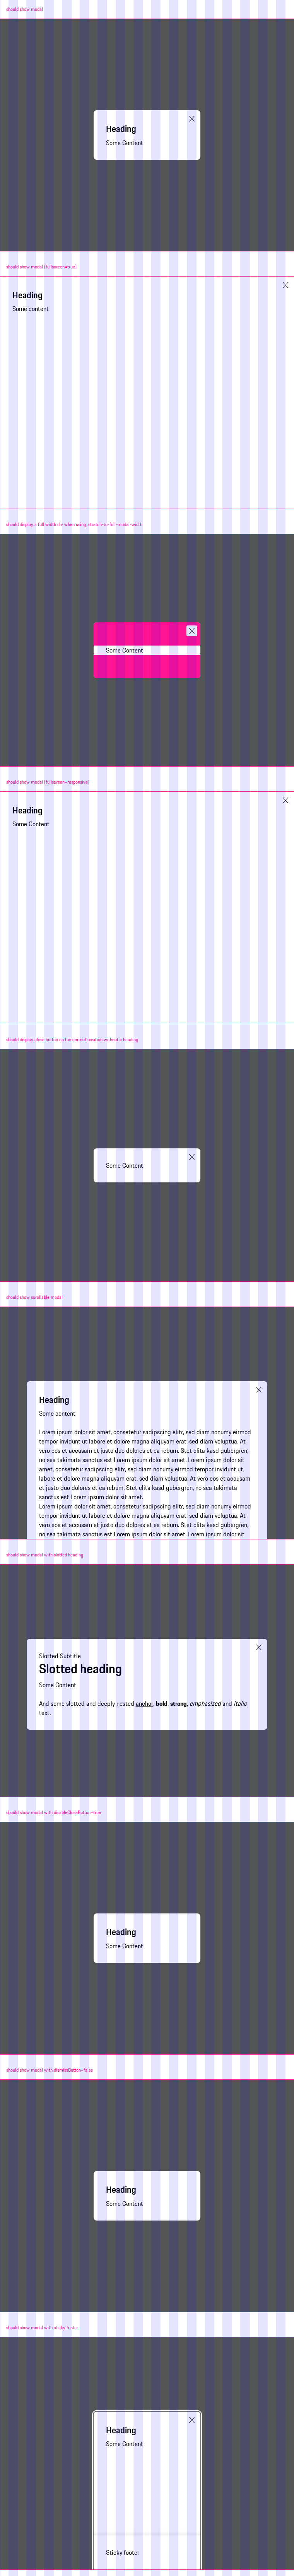 should show modal
Heading
Some Content
should show modal (fullscreen=true)
Heading
Some content
should display a full width div when using .stretch-to-full-modal-width
Some Content
should show modal (fullscreen=responsive)
Heading
Some Content
should display close button on the correct position without a heading
Some Content
should show scrollable modal
Heading
Some content
Lorem ipsum dolor sit amet, consetetur sadipscing elitr, sed diam nonumy eirmod
tempor invidunt ut labore et dolore magna aliquyam erat, sed diam voluptua. At
vero eos et accusam et justo duo dolores et ea rebum. Stet clita kasd gubergren,
no sea takimata sanctus est Lorem ipsum dolor sit amet. Lorem ipsum dolor sit
amet, consetetur sadipscing elitr, sed diam nonumy eirmod tempor invidunt ut
labore et dolore magna aliquyam erat, sed diam voluptua. At vero eos et accusam
et justo duo dolores et ea rebum. Stet clita kasd gubergren, no sea takimata
sanctus est Lorem ipsum dolor sit amet.
Lorem ipsum dolor sit amet, consetetur sadipscing elitr, sed diam nonumy eirmod
tempor invidunt ut labore et dolore magna aliquyam erat, sed diam voluptua. At
vero eos et accusam et justo duo dolores et ea rebum. Stet clita kasd gubergren,
no sea takimata sanctus est Lorem ipsum dolor sit amet. Lorem ipsum dolor sit
should show modal with slotted heading
Slotted Subtitle
Slotted heading
Some Content
And some slotted and deeply nested anchor, bold, strong, emphasized and italic
text.
should show modal with disableCloseButton=true
Heading
Some Content
should show modal with dismissButton=false
Heading
Some Content
should show modal with sticky footer
Heading
Some Content
Sticky footer